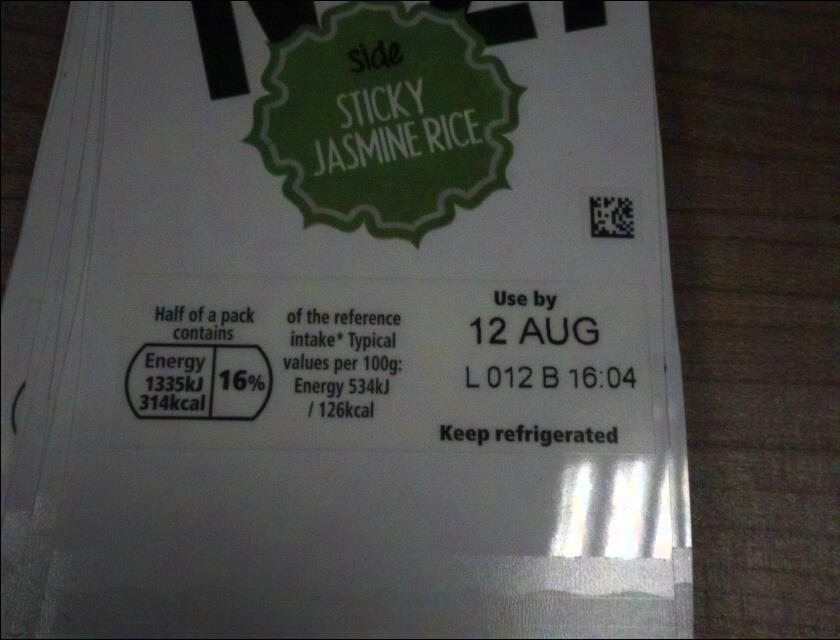 side
STICKY
JASMINE RICE
Half of a pack
contains
Energy
1335kJ
314kcal
16%
of the reference
intake* Typical
values per 100g:
Energy 534kJ
/ 126kcal
Use by
12 AUG
L 012 B 16:04
Keep refrigerated